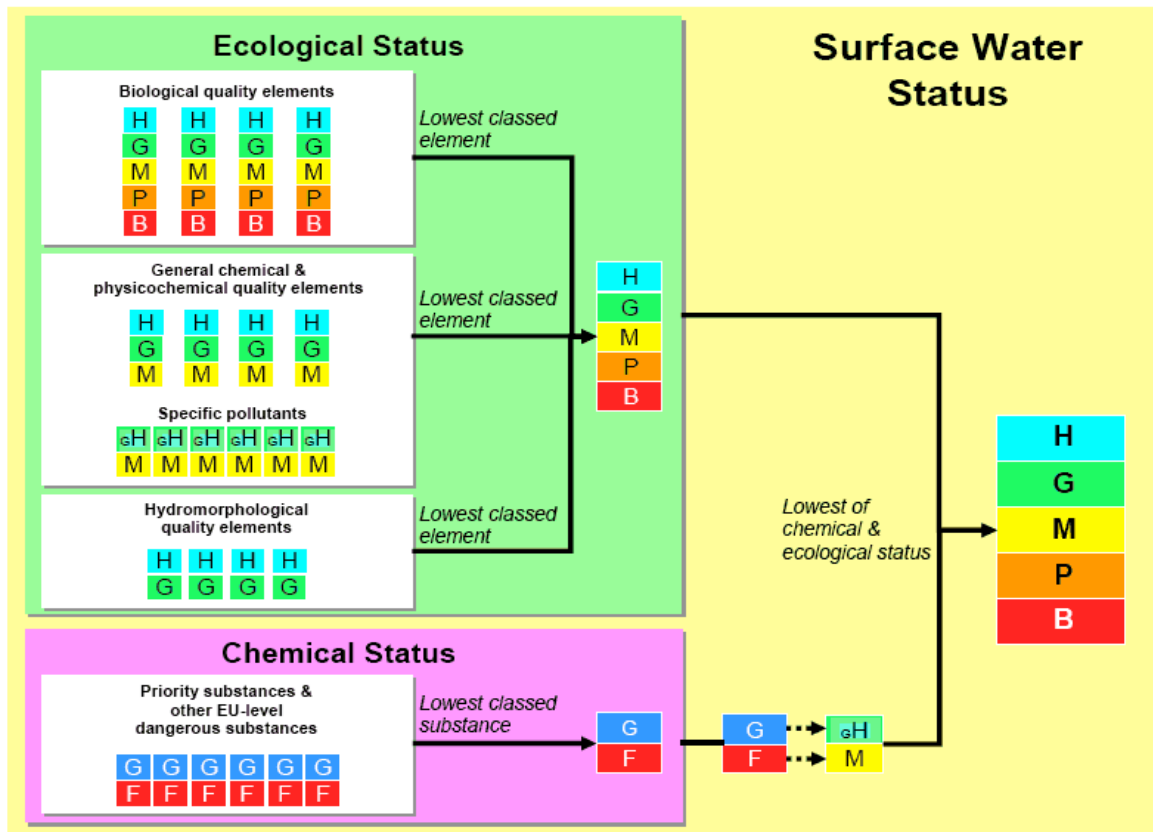 Ecological Status
Surface Water
Status
Biological quality elements
H H H H
G G G G
M M M M
P P P P
B B B B
Lowest classed
element
General chemical &
physicochemical quality elements
H H H H
G G G G
M M M M
Specific pollutants
GH GH GH GH GH GH
M M M M M M
Lowest classed
element
Hydromorphological
quality elements
H H H H
G G G G
Lowest classed
element
H
G
M
P
B
Chemical Status
Priority substances &
other EU-level
dangerous substances
G G G G G G
F F F F F F
Lowest classed
substance
G
F
G
F
GH
M
Lowest of
chemical &
ecological status
H
G
M
P
B